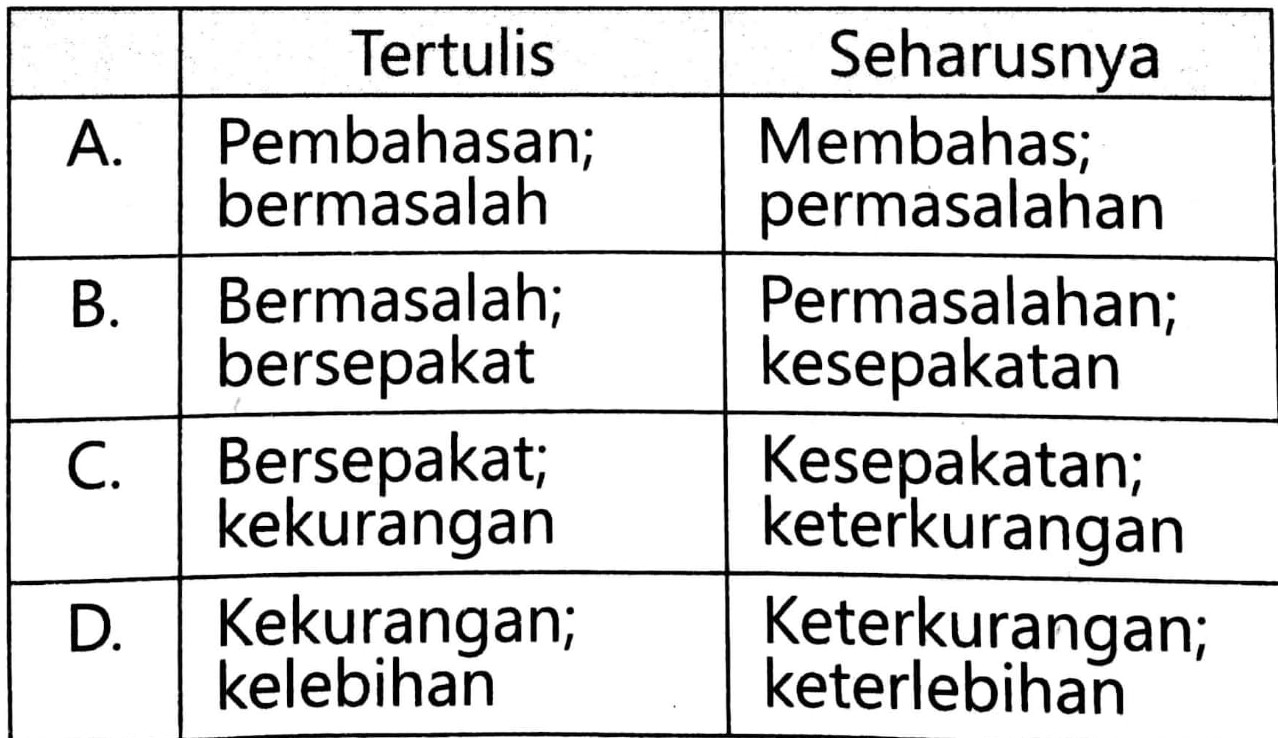 Tertulis Seharusnya
A. Pembahasan; Membahas;
bermasalah permasalahan
B. Bermasalah; Permasalahan;
bersepakat kesepakatan
C. Bersepakat; Kesepakatan;
kekurangan keterkurangan
D. Kekurangan; Keterkurangan;
kelebihan keterlebihan